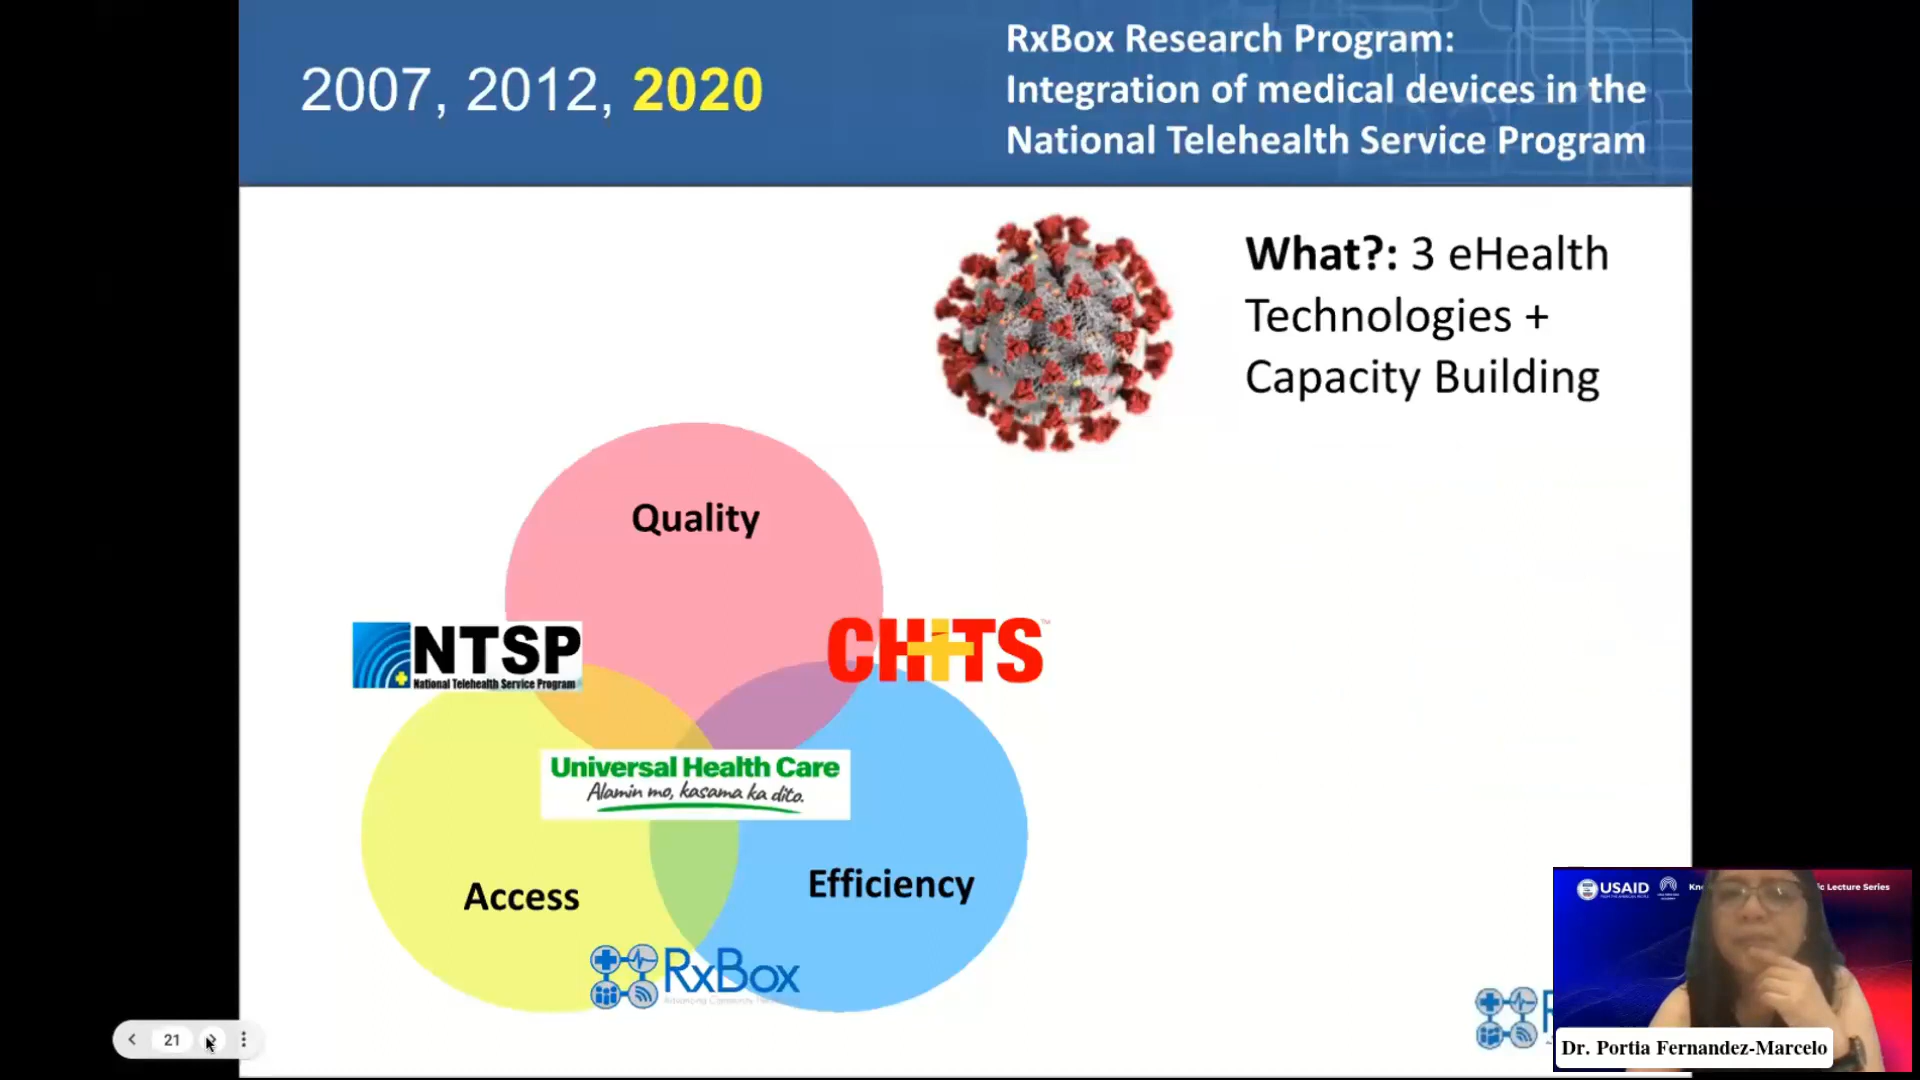 2007, 2012, 2020
RxBox Research Program:
Integration of medical devices in the
National Telehealth Service Program
What?: 3 eHealth
Technologies +
Capacity Building
Quality
NTSP
National Telehealth Service Program
CHITS
TM
Universal Health Care
Alamin mo, kasama ka dito.
Access
Efficiency
RxBox
21
USAID
Lecture Series
Dr. Portia Fernandez-Marcelo